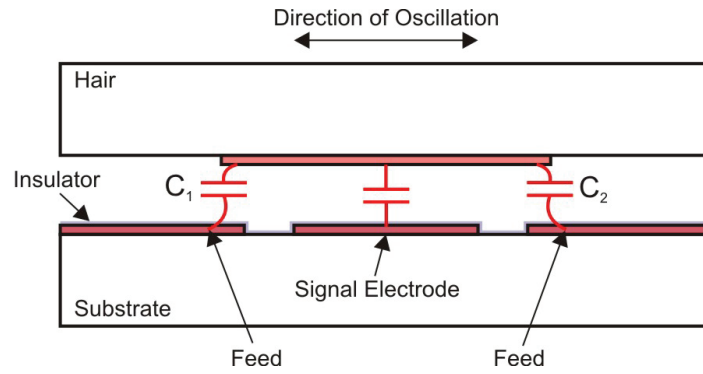 Direction of Oscillation
Hair
Insulator
C₁
C₂
Signal Electrode
Substrate
Feed
Feed